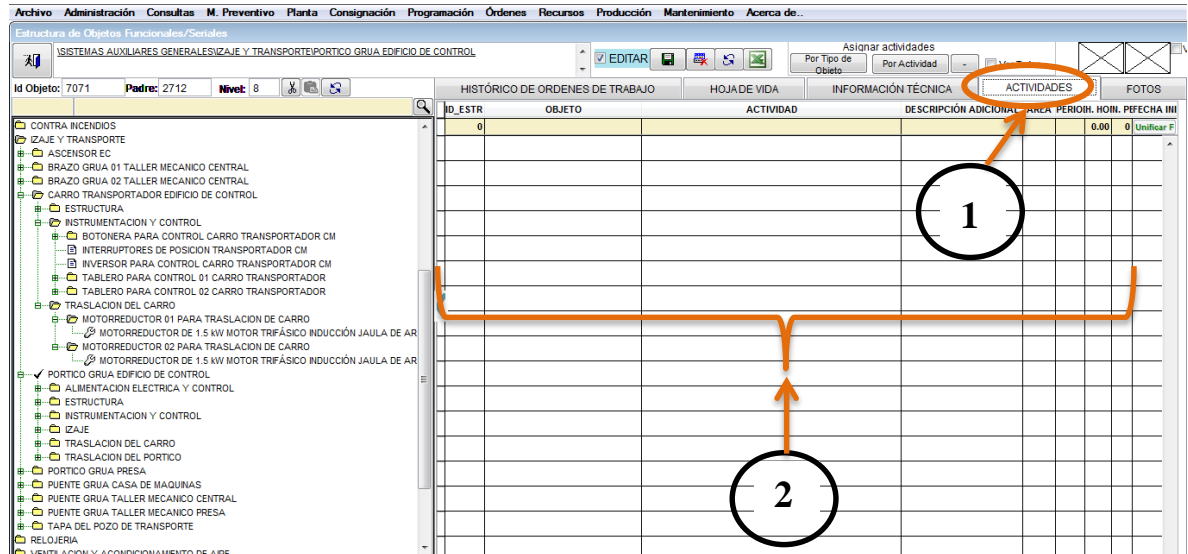 Archivo Administración Consultas M. Preventivo Planta Consignación Programación Órdenes Recursos Producción Mantenimiento Acerca de..
Estructura de Objetos Funcionales/Seriales
\SISTEMAS AUXILIARES GENERALES\IZAJE Y TRANSPORTE\PORTICO GRUA EDIFICIO DE CONTROL
EDITAR
Asignar actividades
Por Tipo de Objeto
Por Actividad
-
Id Objeto: 7071 Padre: 2712 Nivel: 8
HISTÓRICO DE ORDENES DE TRABAJO HOJA DE VIDA INFORMACIÓN TÉCNICA ACTIVIDADES FOTOS
ID_ESTR OBJETO ACTIVIDAD DESCRIPCIÓN ADICIONAL AREA PERIO IH. HO IN. PE FECHA INI
0 0.00 0 Unificar F
CONTRA INCENDIOS
IZAJE Y TRANSPORTE
ASCENSOR EC
BRAZO GRUA 01 TALLER MECANICO CENTRAL
BRAZO GRUA 02 TALLER MECANICO CENTRAL
CARRO TRANSPORTADOR EDIFICIO DE CONTROL
ESTRUCTURA
INSTRUMENTACION Y CONTROL
BOTONERA PARA CONTROL CARRO TRANSPORTADOR CM
INTERRUPTORES DE POSICION TRANSPORTADOR CM
INVERSOR PARA CONTROL CARRO TRANSPORTADOR CM
TABLERO PARA CONTROL 01 CARRO TRANSPORTADOR
TABLERO PARA CONTROL 02 CARRO TRANSPORTADOR
TRASLACION DEL CARRO
MOTORREDUCTOR 01 PARA TRASLACION DE CARRO
MOTORREDUCTOR DE 1.5 kW MOTOR TRIFÁSICO INDUCCIÓN JAULA DE AR
MOTORREDUCTOR 02 PARA TRASLACION DE CARRO
MOTORREDUCTOR DE 1.5 kW MOTOR TRIFÁSICO INDUCCIÓN JAULA DE AR
PORTICO GRUA EDIFICIO DE CONTROL
ALIMENTACION ELECTRICA Y CONTROL
ESTRUCTURA
INSTRUMENTACION Y CONTROL
IZAJE
TRASLACION DEL CARRO
TRASLACION DEL PORTICO
PORTICO GRUA PRESA
PUENTE GRUA CASA DE MAQUINAS
PUENTE GRUA TALLER MECANICO CENTRAL
PUENTE GRUA TALLER MECANICO PRESA
TAPA DEL POZO DE TRANSPORTE
RELOJERIA
VENTILACION Y ACONDICIONAMIENTO DE AIRE
1
2